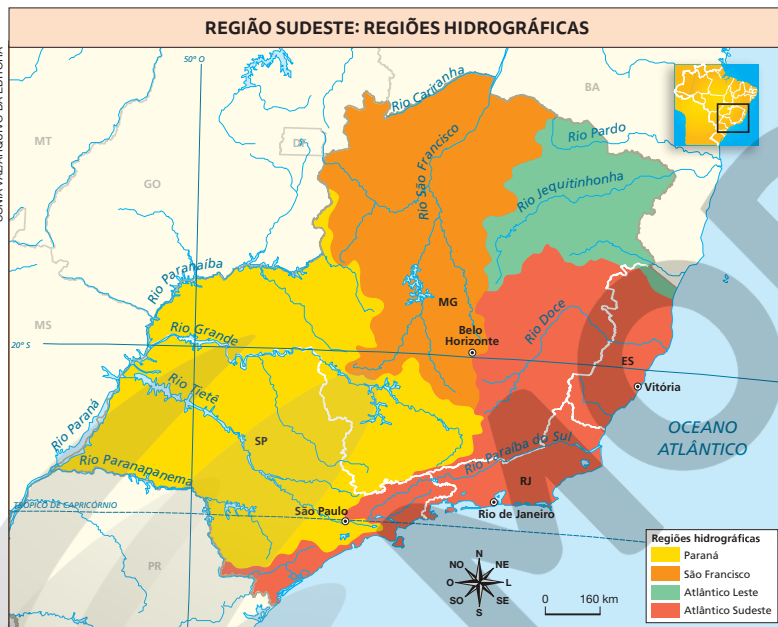 REGIÃO SUDESTE: REGIÕES HIDROGRÁFICAS
50° O
BA
Rio Carinhanha
Rio Pardo
MT
DF
Rio São Francisco
GO
Rio Jequitinhonha
Rio Paranaíba
MG
MS
Rio Grande
Rio Doce
20° S
Belo
Horizonte
ES
Rio Tietê
Vitória
Rio Paraná
OCEANO
ATLÂNTICO
SP
Rio Paraíba do Sul
Rio Paranapanema
RJ
TRÓPICO DE CAPRICÓRNIO
São Paulo
Rio de Janeiro
PR
N
NO
NE
O
L
SO
SE
S
0
160 km
Regiões hidrográficas
Paraná
São Francisco
Atlântico Leste
Atlântico Sudeste